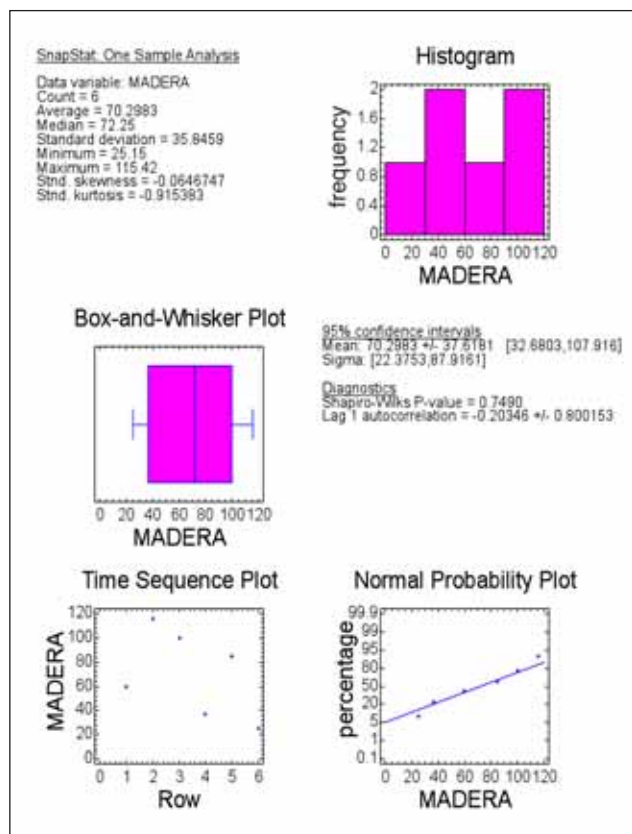 SnapStat: One Sample Analysis
Data variable: MADERA
Count = 6
Average = 70.2983
Median = 72.25
Standard deviation = 35.8459
Minimum = 25.15
Maximum = 115.42
Stnd. skewness = -0.0646747
Stnd. kurtosis = -0.915383
Histogram
frequency
2
1.6
1.2
0.8
0.4
0
0 20 40 60 80 100 120
MADERA
Box-and-Whisker Plot
0 20 40 60 80 100 120
MADERA
95% confidence intervals
Mean: 70.2983 +/- 37.6181 [32.6803,107.916]
Sigma: [22.3753,87.9161]
Diagnostics
Shapiro-Wilks P-value = 0.7490
Lag 1 autocorrelation = -0.20346 +/- 0.800153
Time Sequence Plot
MADERA
120
100
80
60
40
20
0
0 1 2 3 4 5 6
Row
Normal Probability Plot
percentage
99.9
99
95
80
50
20
5
1
0.1
0 20 40 60 80 100 120
MADERA